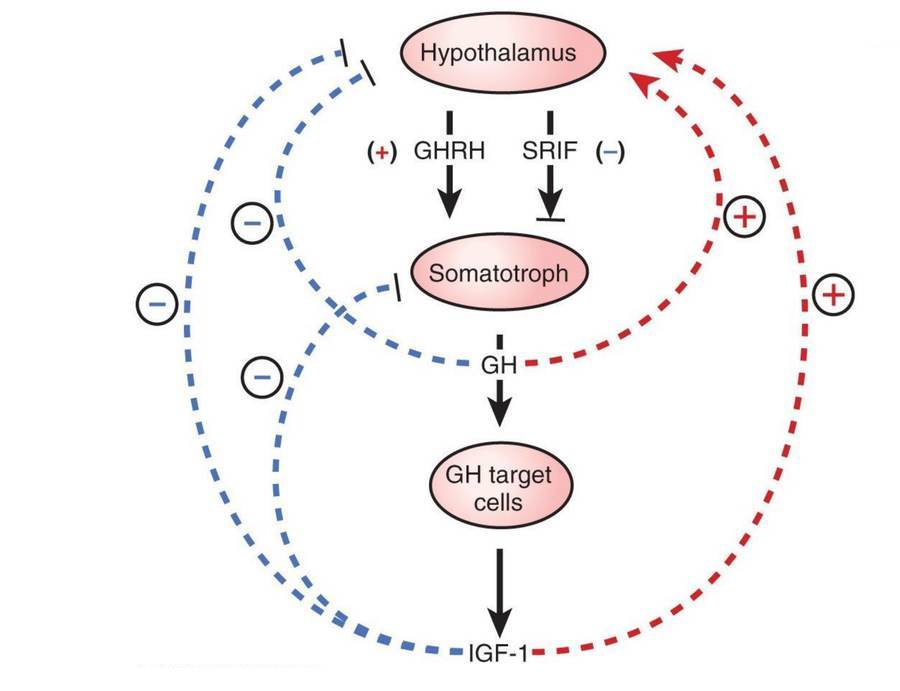 Hypothalamus
(+) GHRH SRIF (−)
+
−
Somatotroph
−
+
GH
−
GH target
cells
IGF-1